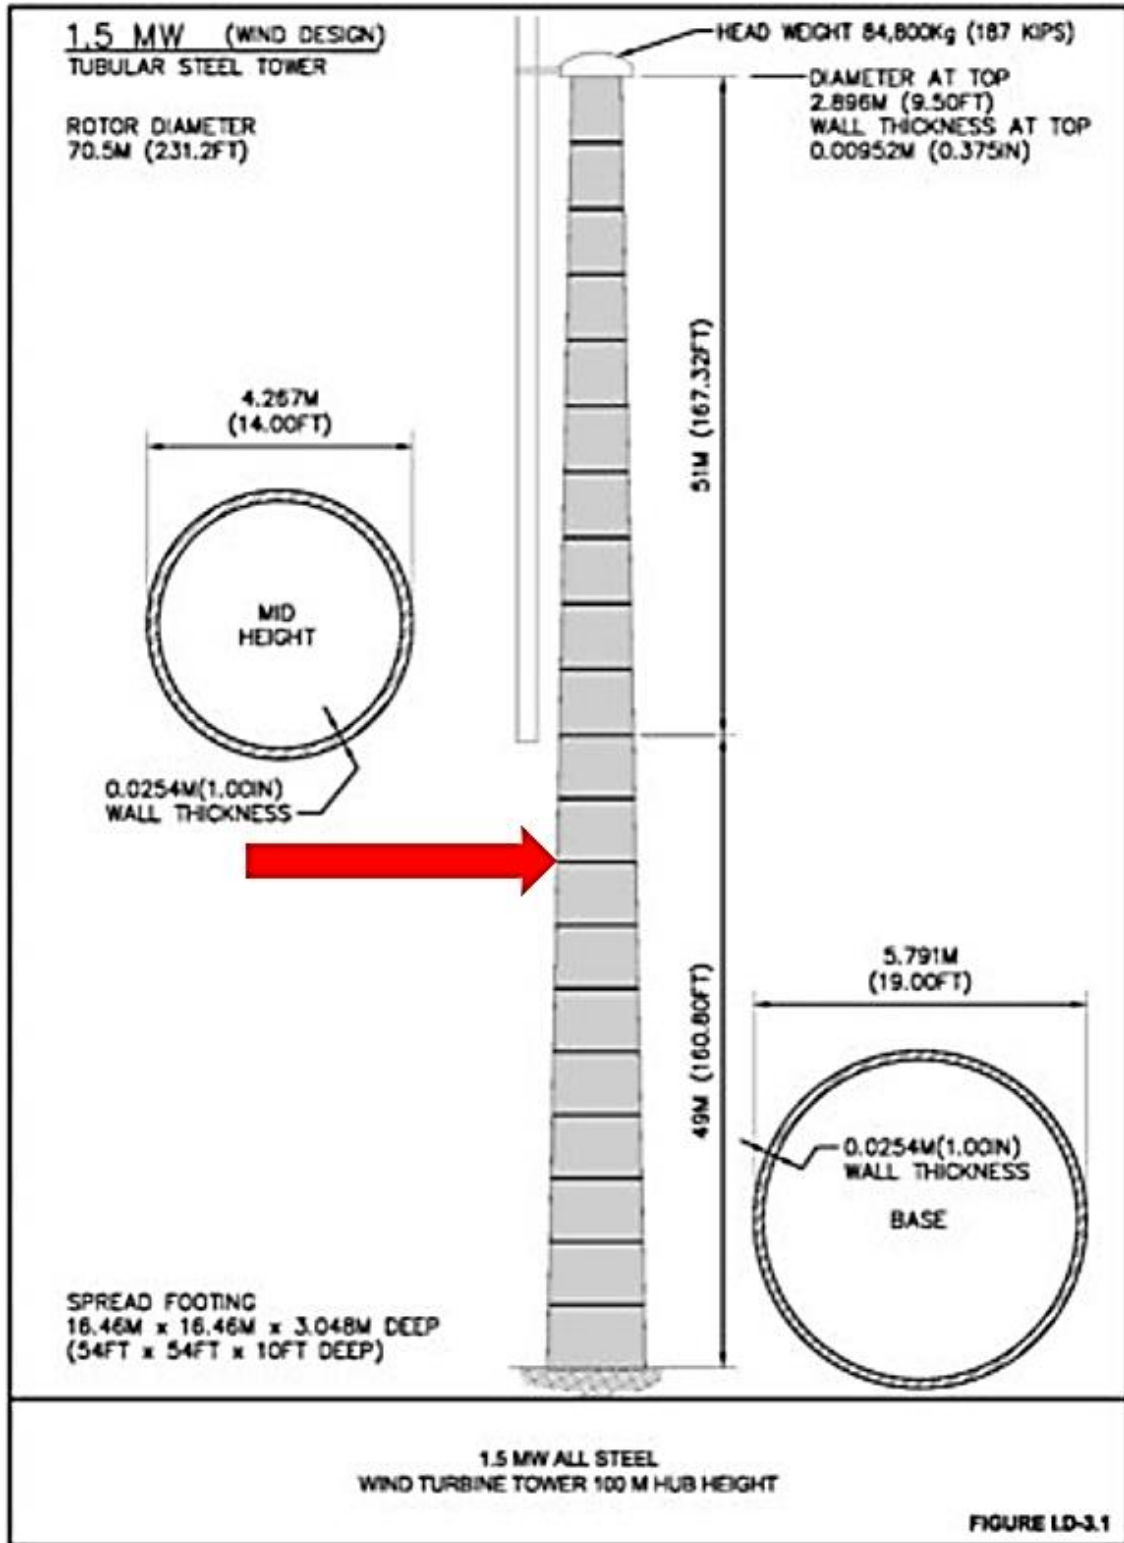 1.5 MW (WIND DESIGN)
TUBULAR STEEL TOWER
ROTOR DIAMETER
70.5M (231.2FT)
HEAD WEIGHT 84,800Kg (187 KIPS)
DIAMETER AT TOP
2.896M (9.50FT)
WALL THICKNESS AT TOP
0.00952M (0.375IN)
51M (167.32FT)
4.267M
(14.00FT)
MID
HEIGHT
0.0254M(1.00IN)
WALL THICKNESS
49M (160.80FT)
5.791M
(19.00FT)
0.0254M(1.00IN)
WALL THICKNESS
BASE
SPREAD FOOTING
16.46M x 16.46M x 3.048M DEEP
(54FT x 54FT x 10FT DEEP)
1.5 MW ALL STEEL
WIND TURBINE TOWER 100 M HUB HEIGHT
FIGURE LD-3.1